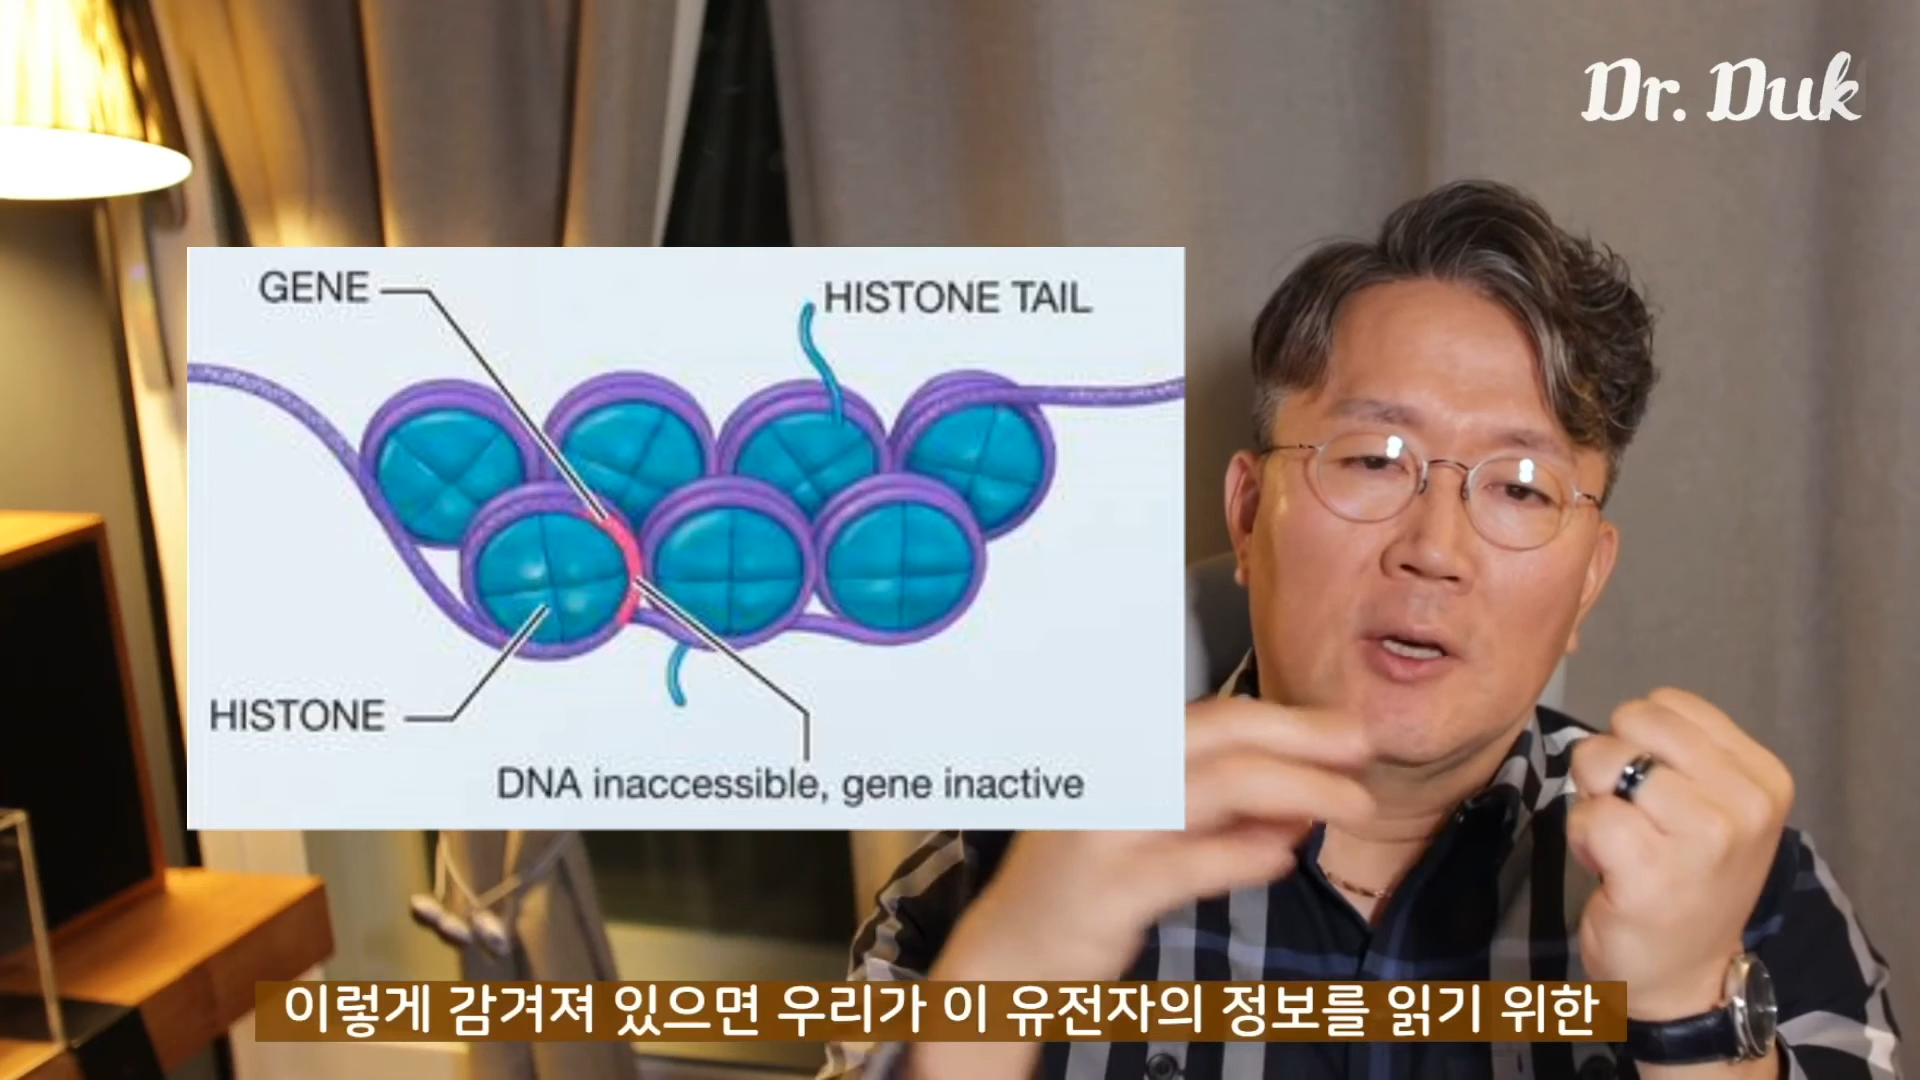 Dr. Duk
GENE
HISTONE TAIL
HISTONE
DNA inaccessible, gene inactive
이렇게 감겨져 있으면 우리가 이 유전자의 정보를 읽기 위한